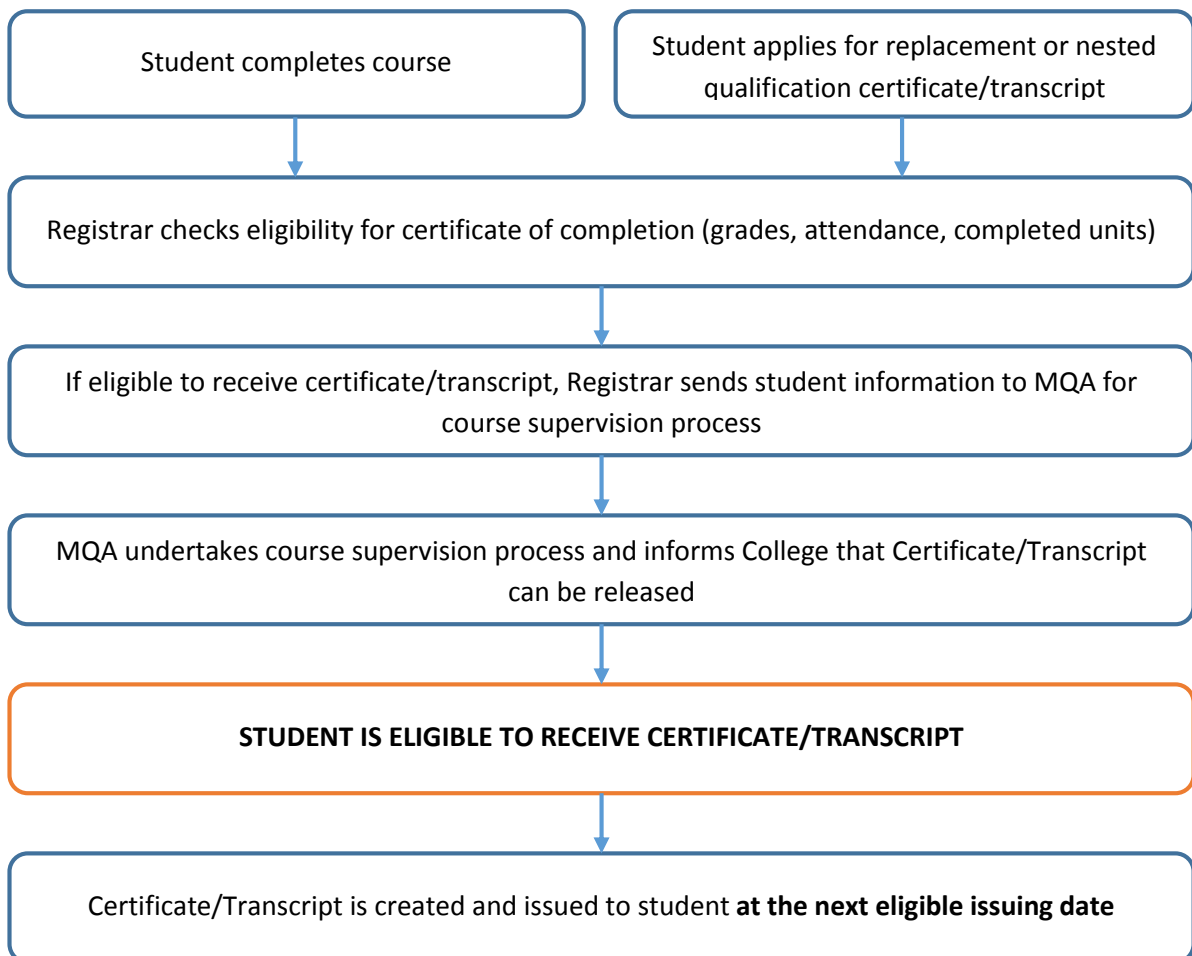 Student completes course
Student applies for replacement or nested
qualification certificate/transcript
Registrar checks eligibility for certificate of completion (grades, attendance, completed units)
If eligible to receive certificate/transcript, Registrar sends student information to MQA for
course supervision process
MQA undertakes course supervision process and informs College that Certificate/Transcript
can be released
STUDENT IS ELIGIBLE TO RECEIVE CERTIFICATE/TRANSCRIPT
Certificate/Transcript is created and issued to student at the next eligible issuing date